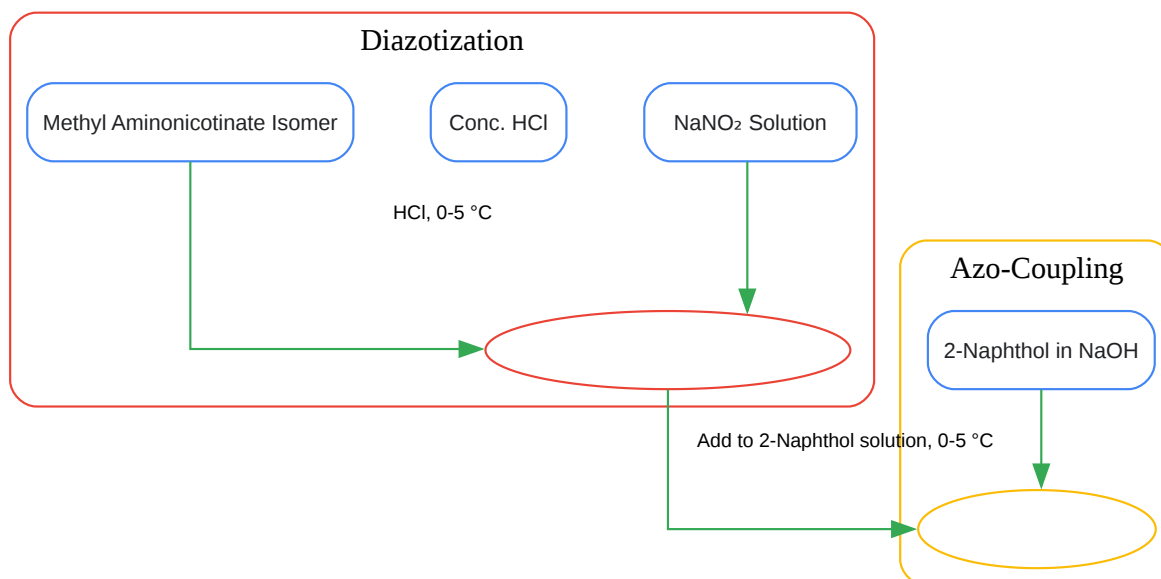 Diazotization
Methyl Aminonicotinate Isomer
Conc. HCl
NaNO₂ Solution
HCl, 0-5 °C
Azo-Coupling
2-Naphthol in NaOH
Add to 2-Naphthol solution, 0-5 °C